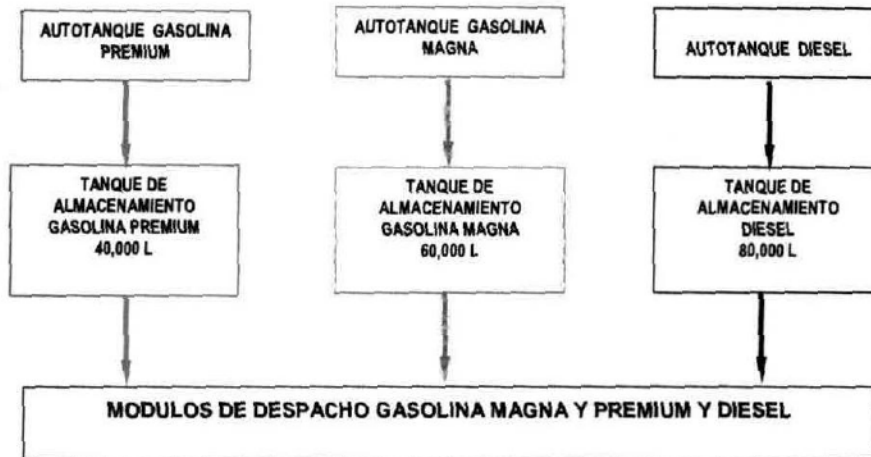 AUTOTANQUE GASOLINA
PREMIUM
AUTOTANQUE GASOLINA
MAGNA
AUTOTANQUE DIESEL
TANQUE DE
ALMACENAMIENTO
GASOLINA PREMIUM
40,000 L
TANQUE DE
ALMACENAMIENTO
GASOLINA MAGNA
60,000 L
TANQUE DE
ALMACENAMIENTO
DIESEL
80,000 L
MODULOS DE DESPACHO GASOLINA MAGNA Y PREMIUM Y DIESEL